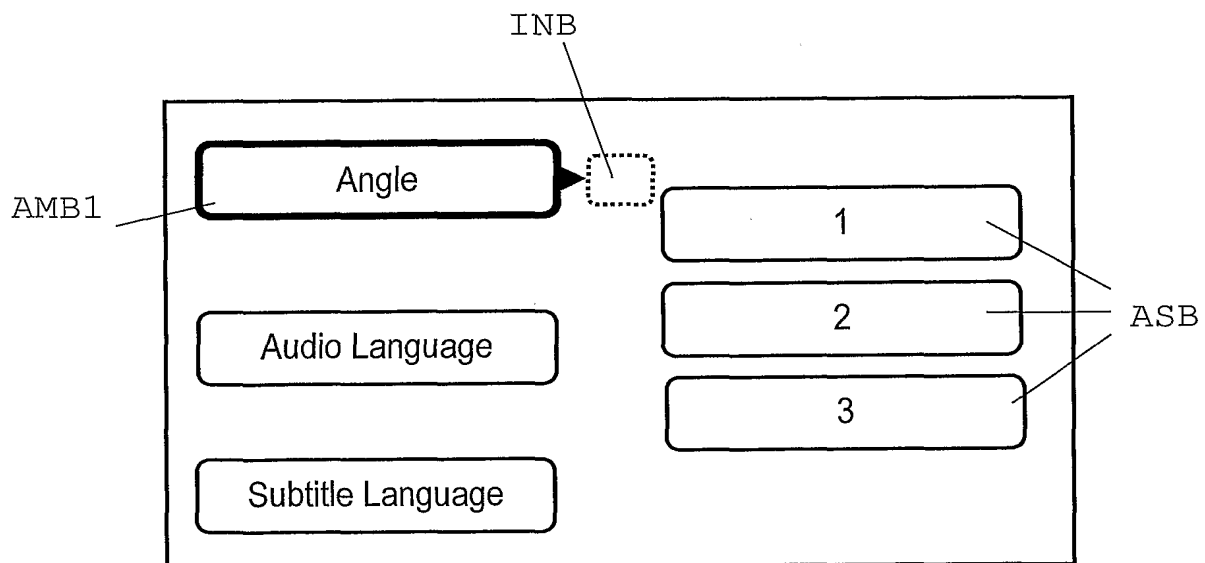 INB
Angle
AMB1
1
2
ASB
Audio Language
3
Subtitle Language